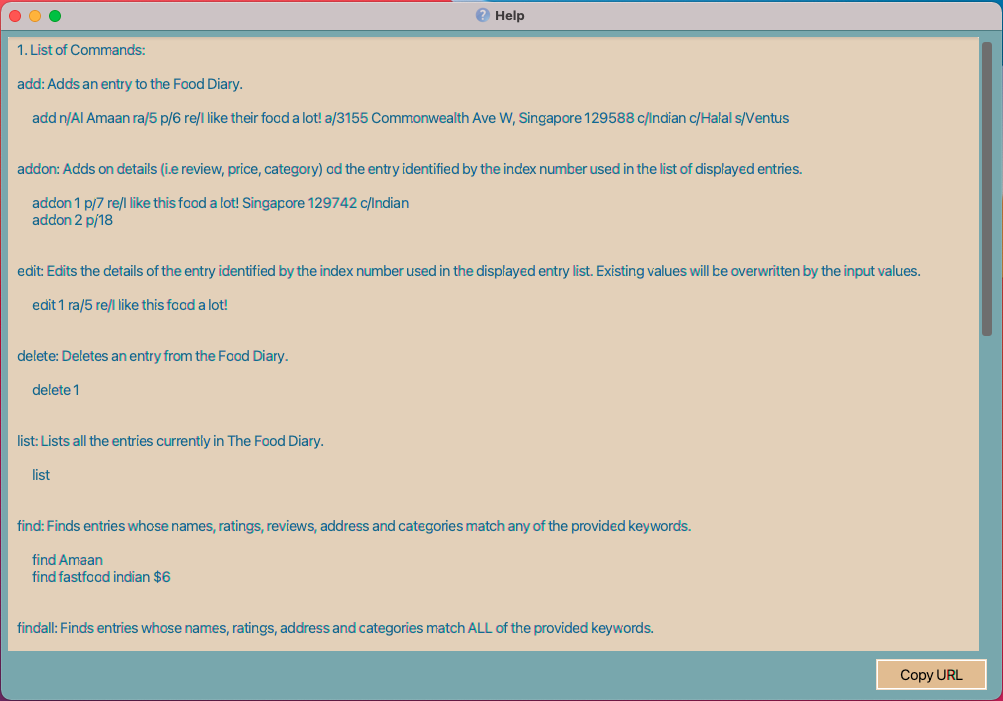 Help
1. List of Commands:
add: Adds an entry to the Food Diary.
add n/Al Amaan ra/5 p/6 re/I like their food a lot! a/3155 Commonwealth Ave W, Singapore 129588 c/Indian c/Halal s/Ventus
addon: Adds on details (i.e review, price, category) od the entry identified by the index number used in the list of displayed entries.
addon 1 p/7 re/I like this food a lot! Singapore 129742 c/Indian
addon 2 p/18
edit: Edits the details of the entry identified by the index number used in the displayed entry list. Existing values will be overwritten by the input values.
edit 1 ra/5 re/I like this food a lot!
delete: Deletes an entry from the Food Diary.
delete 1
list: Lists all the entries currently in The Food Diary.
list
find: Finds entries whose names, ratings, reviews, address and categories match any of the provided keywords.
find Amaan
find fastfood indian $6
findall: Finds entries whose names, ratings, address and categories match ALL of the provided keywords.
Copy URL